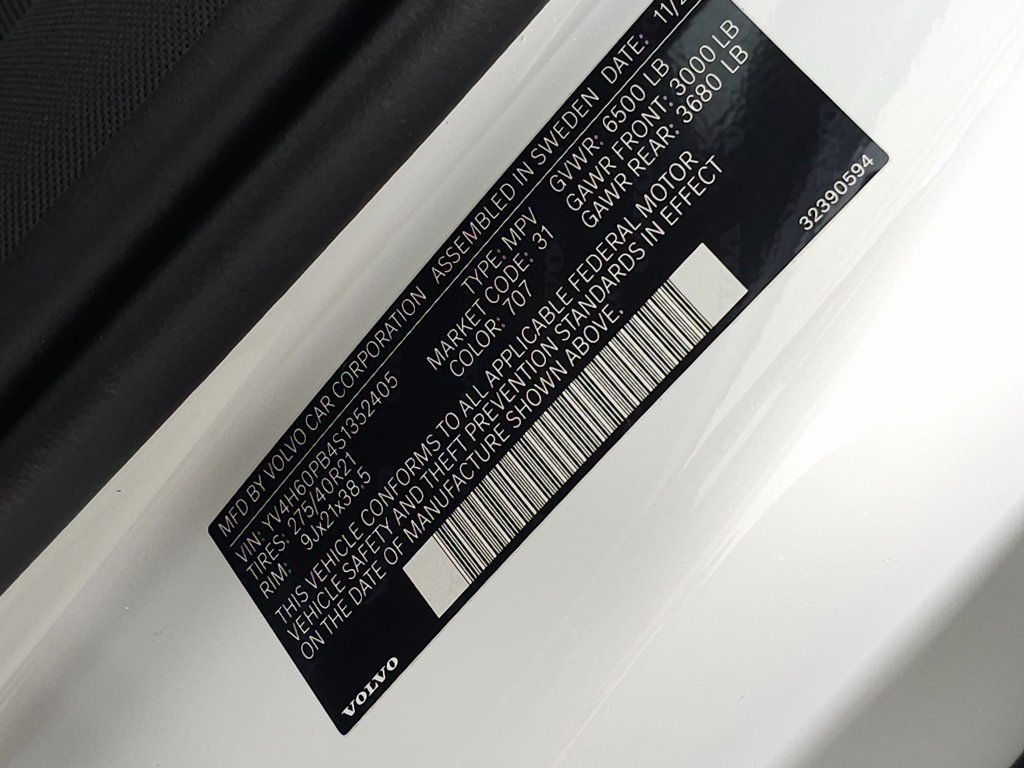 MFD BY VOLVO CAR CORPORATION ASSEMBLED IN SWEDEN DATE: 11/2
VIN: YV4H60PP4S1352405 TYPE: MPV GVWR: 6500 LB
TIRES: 275/40R21 MARKET CODE: 31 GAWR FRONT: 3000 LB
RIM: 9Jx21x38.5 COLOR: 707 GAWR REAR: 3680 LB
THIS VEHICLE CONFORMS TO ALL APPLICABLE FEDERAL MOTOR
VEHICLE SAFETY AND THEFT PREVENTION STANDARDS IN EFFECT
ON THE DATE OF MANUFACTURE SHOWN ABOVE.
VOLVO
32390594